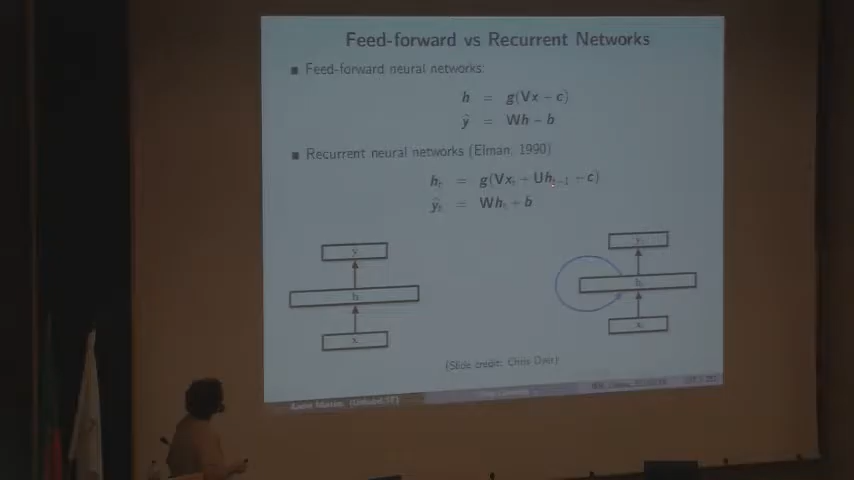 Feed-forward vs Recurrent Networks
Feed-forward neural networks:
h = g(Vx + c)
ŷ = Wh + b
Recurrent neural networks (Elman, 1990)
hₜ = g(Vxₜ + Uhₜ₋₁ + c)
ŷₜ = Whₜ + b
y
y
h
h
x
x
(Slide credit: Chris Dyer)